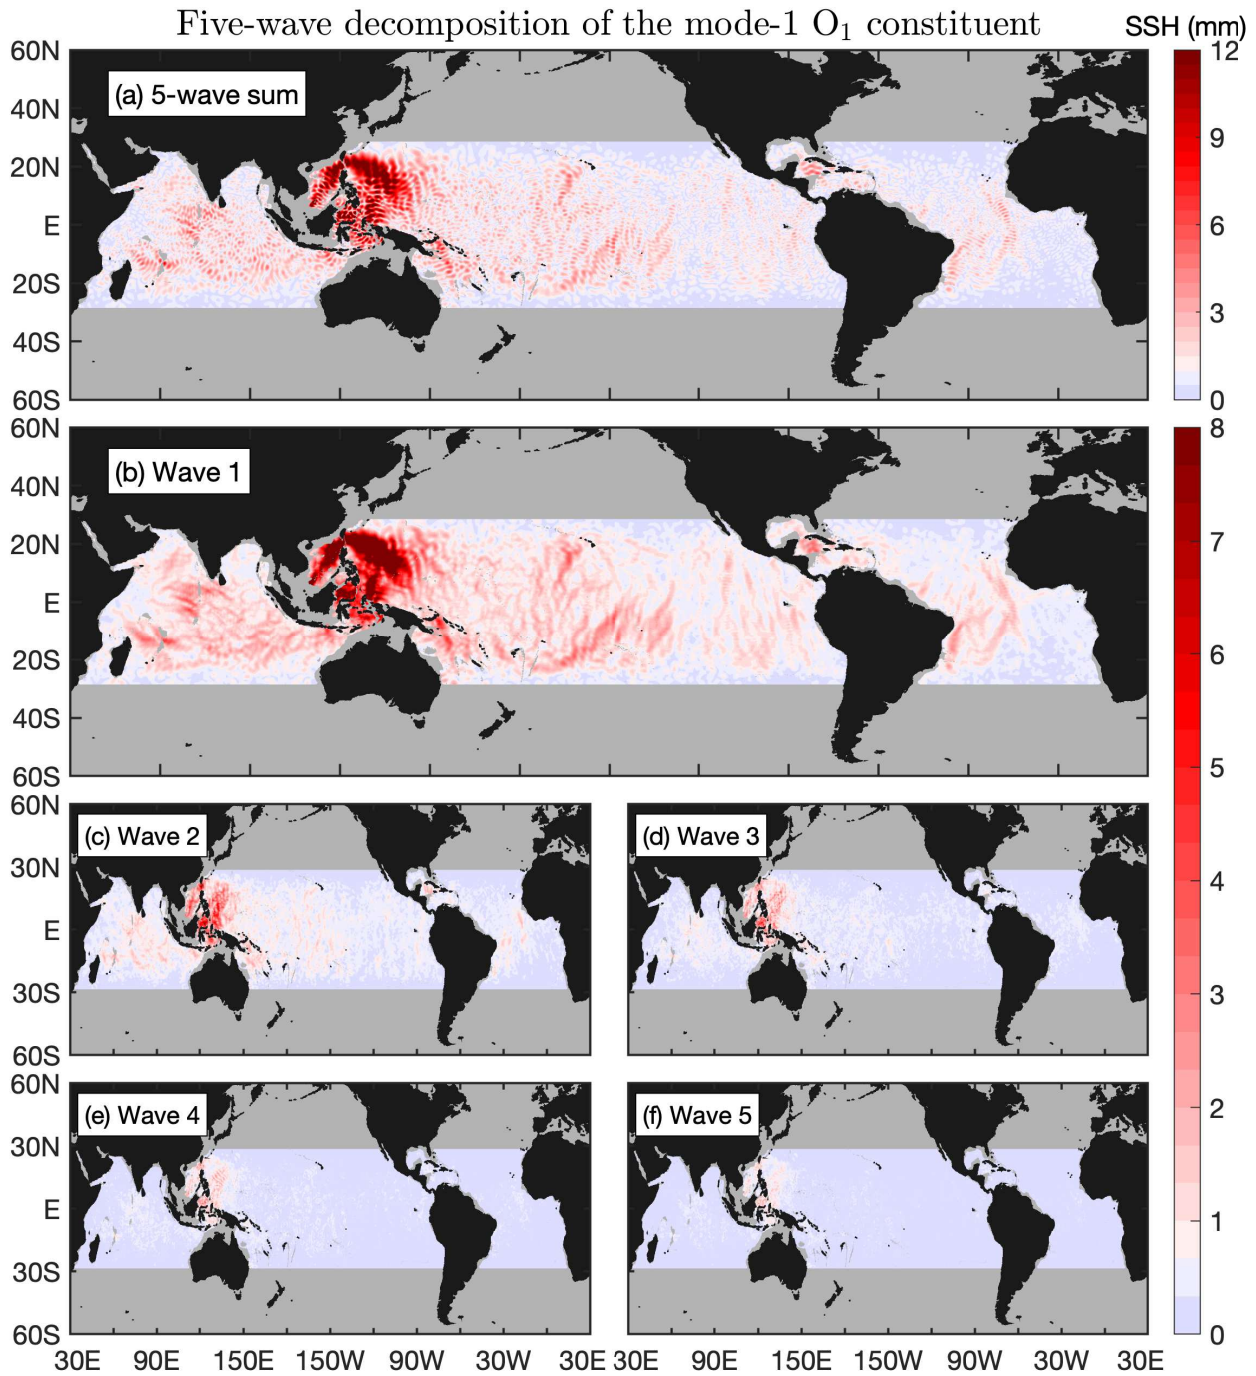 Five-wave decomposition of the mode-1 O₁ constituent
SSH (mm)
60N
40N
20N
E
20S
40S
60S
(a) 5-wave sum
12
9
6
3
0
60N
40N
20N
E
20S
40S
60S
(b) Wave 1
8
7
6
5
4
3
2
1
0
60N
30N
E
30S
60S
(c) Wave 2
(d) Wave 3
60N
30N
E
30S
60S
(e) Wave 4
(f) Wave 5
30E 90E 150E 150W 90W 30W 30E 30E 90E 150E 150W 90W 30W 30E